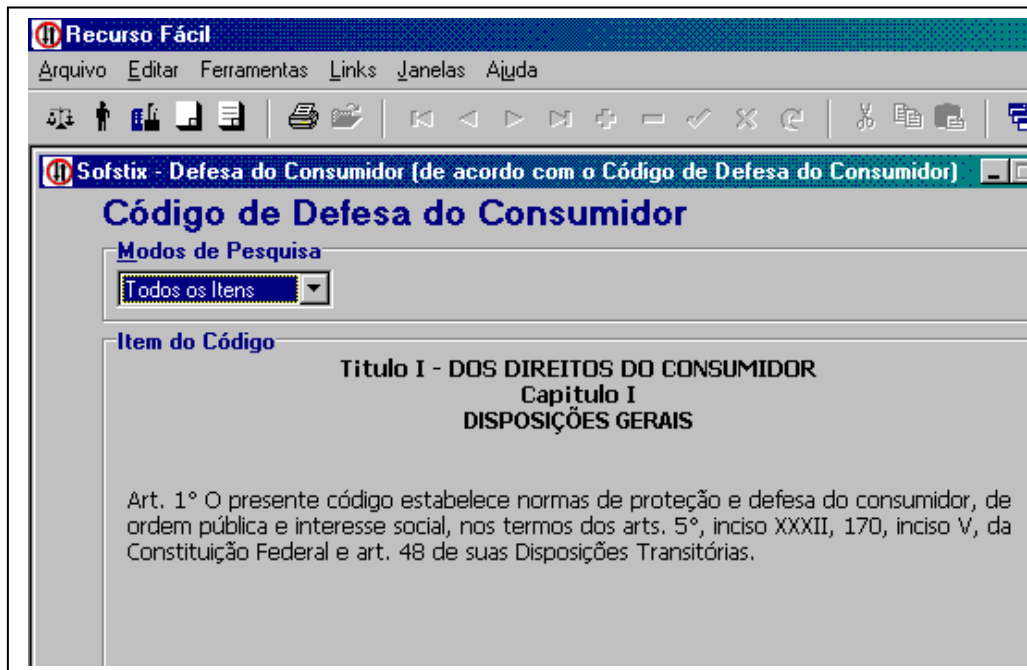 Recurso Fácil
Arquivo Editar Ferramentas Links Janelas Ajuda
Sofstix - Defesa do Consumidor (de acordo com o Código de Defesa do Consumidor)
Código de Defesa do Consumidor
Modos de Pesquisa
Todos os Itens
Item do Código
Titulo I - DOS DIREITOS DO CONSUMIDOR
Capitulo I
DISPOSIÇÕES GERAIS
Art. 1° O presente código estabelece normas de proteção e defesa do consumidor, de
ordem pública e interesse social, nos termos dos arts. 5°, inciso XXXII, 170, inciso V, da
Constituição Federal e art. 48 de suas Disposições Transitórias.